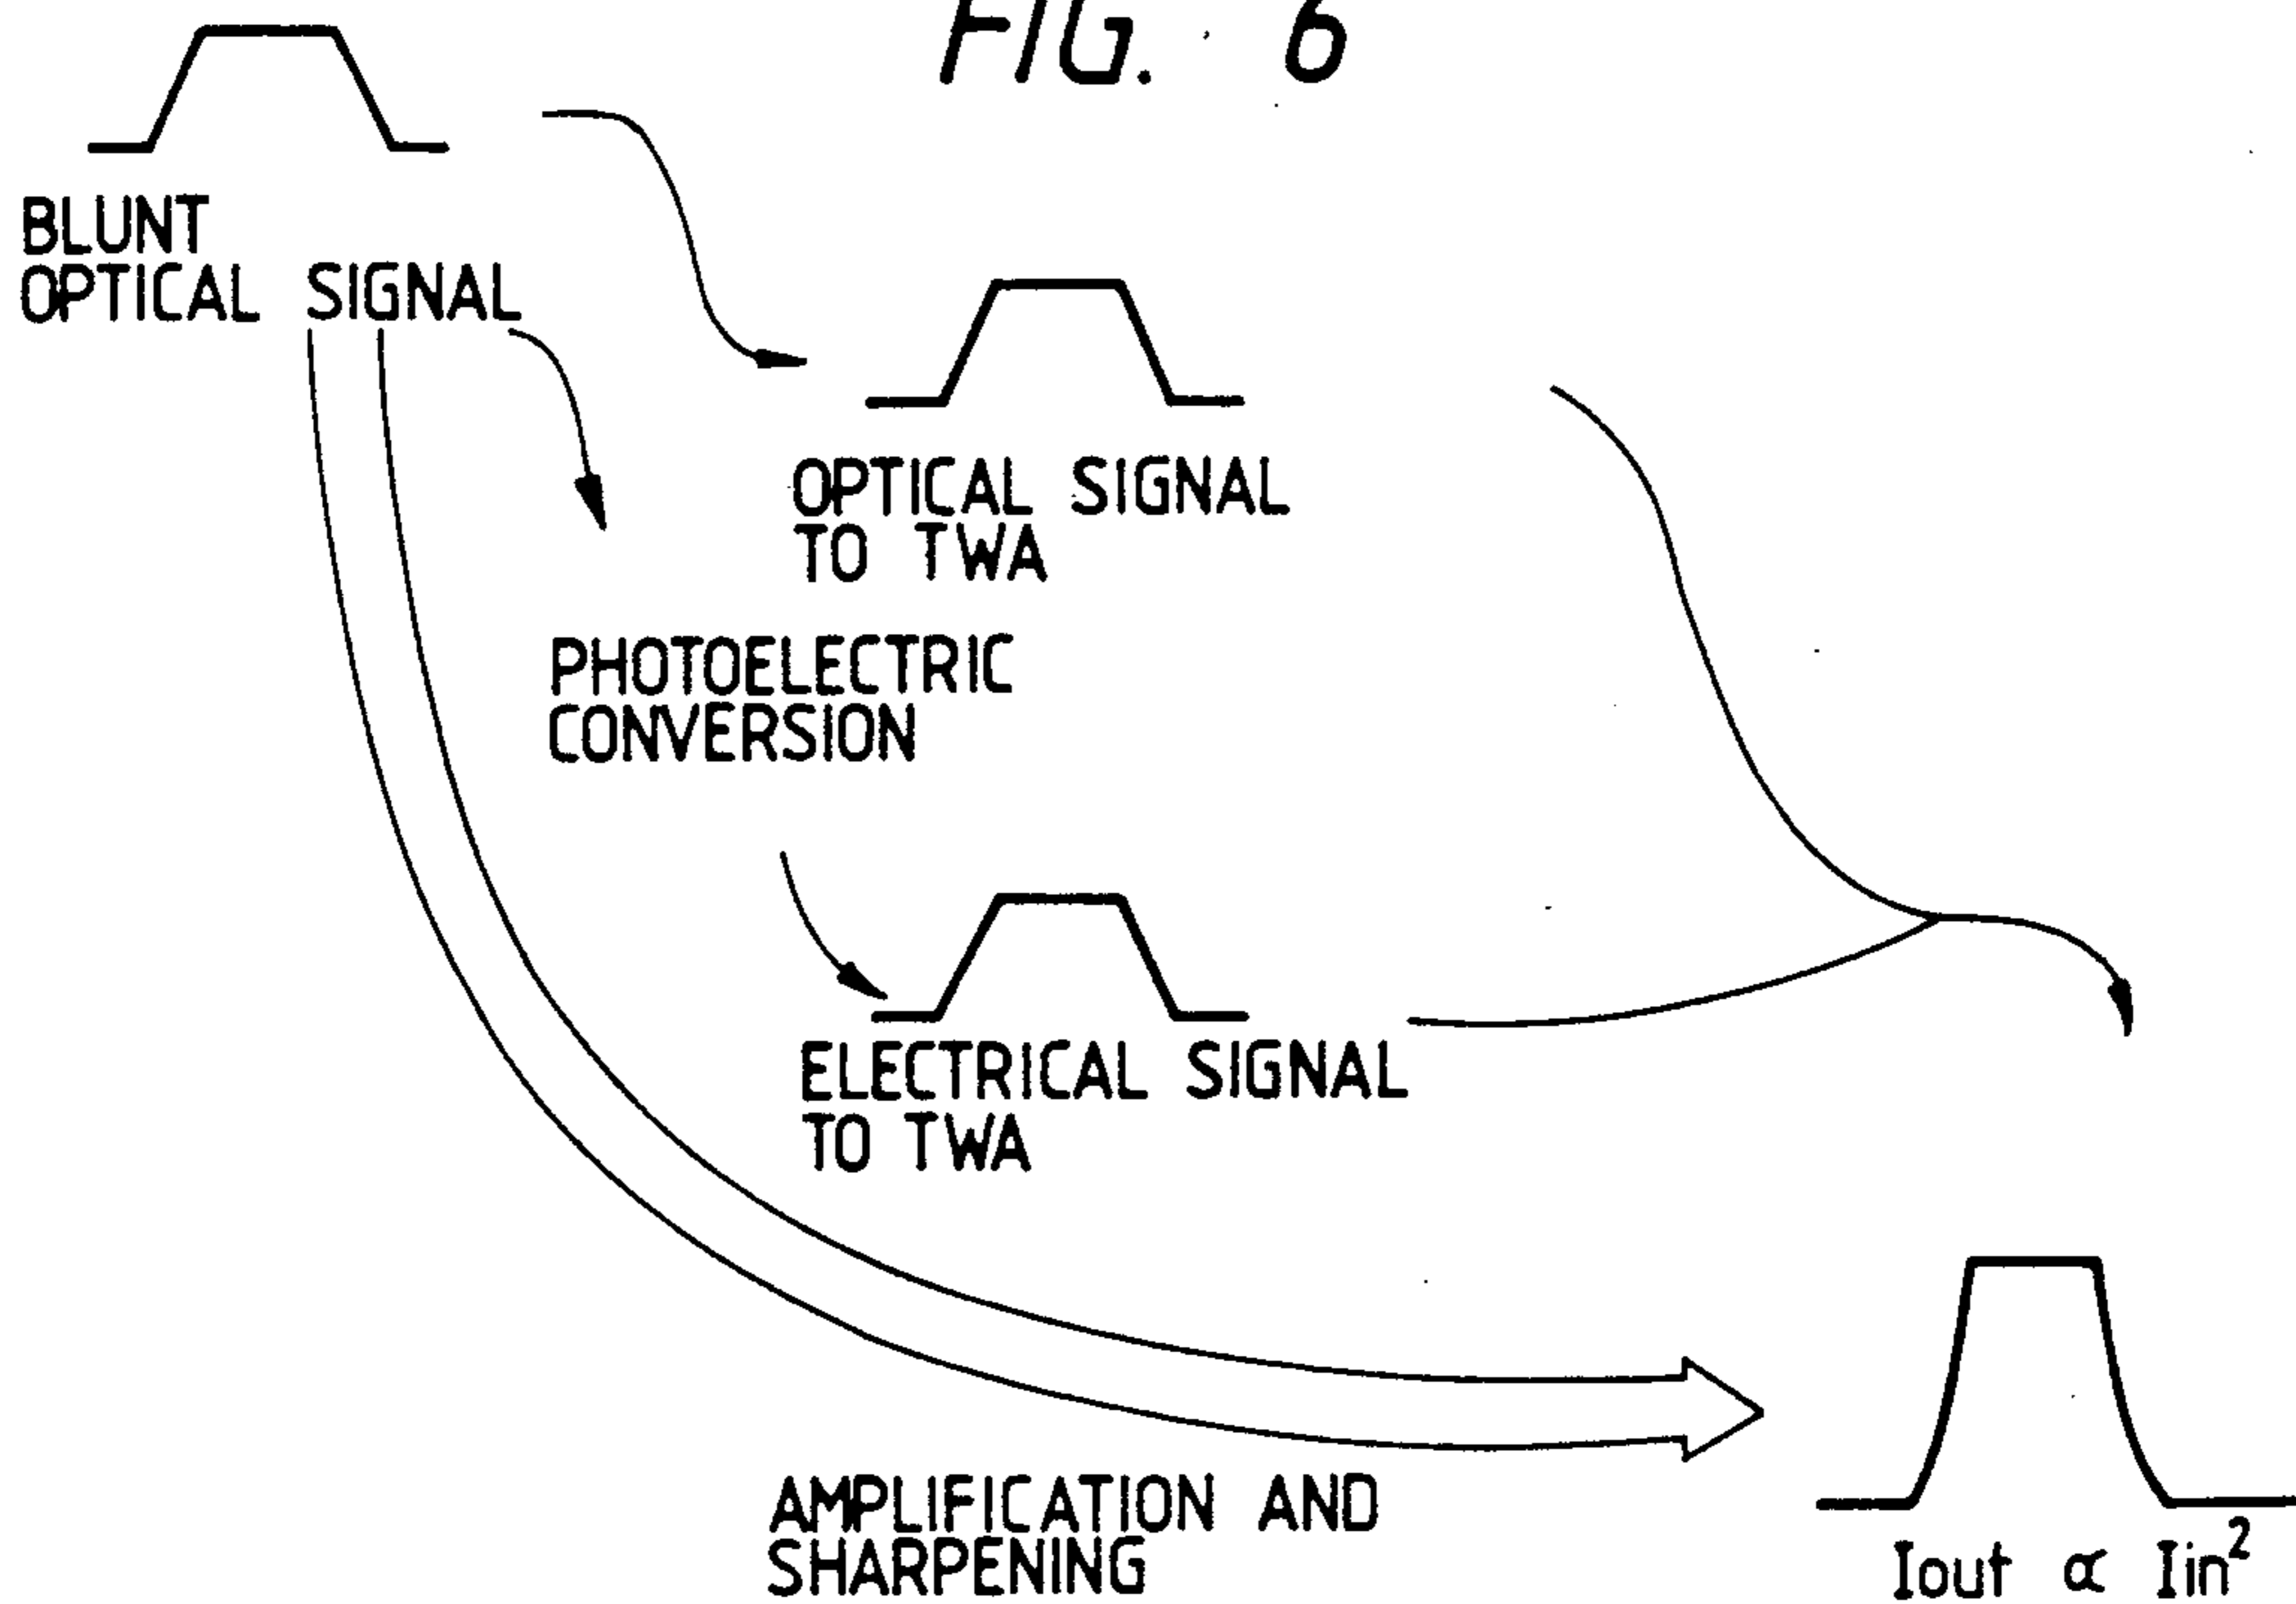 FIG. 6
BLUNT
OPTICAL SIGNAL
OPTICAL SIGNAL
TO TWA
PHOTOELECTRIC
CONVERSION
ELECTRICAL SIGNAL
TO TWA
AMPLIFICATION AND
SHARPENING
Iout ∝ Iin²